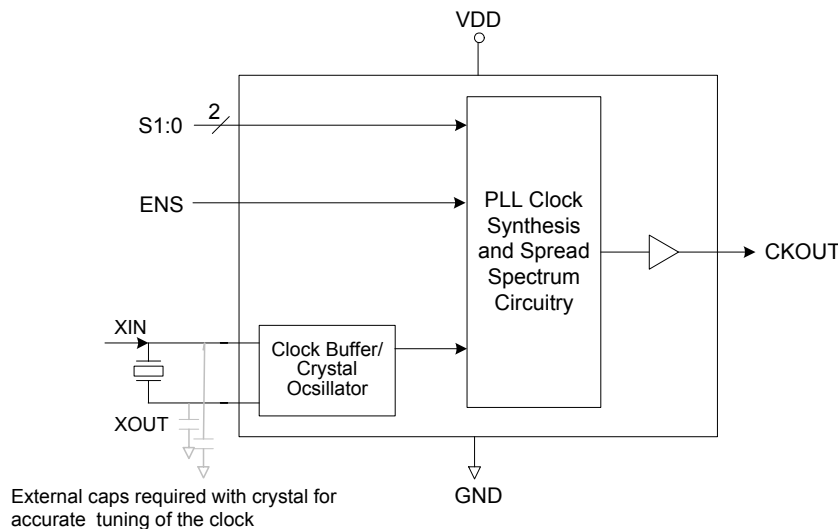 VDD
S1:0
2
ENS
PLL Clock
Synthesis
and Spread
Spectrum
Circuitry
CKOUT
XIN
Clock Buffer/
Crystal
Ocsillator
XOUT
GND
External caps required with crystal for
accurate tuning of the clock